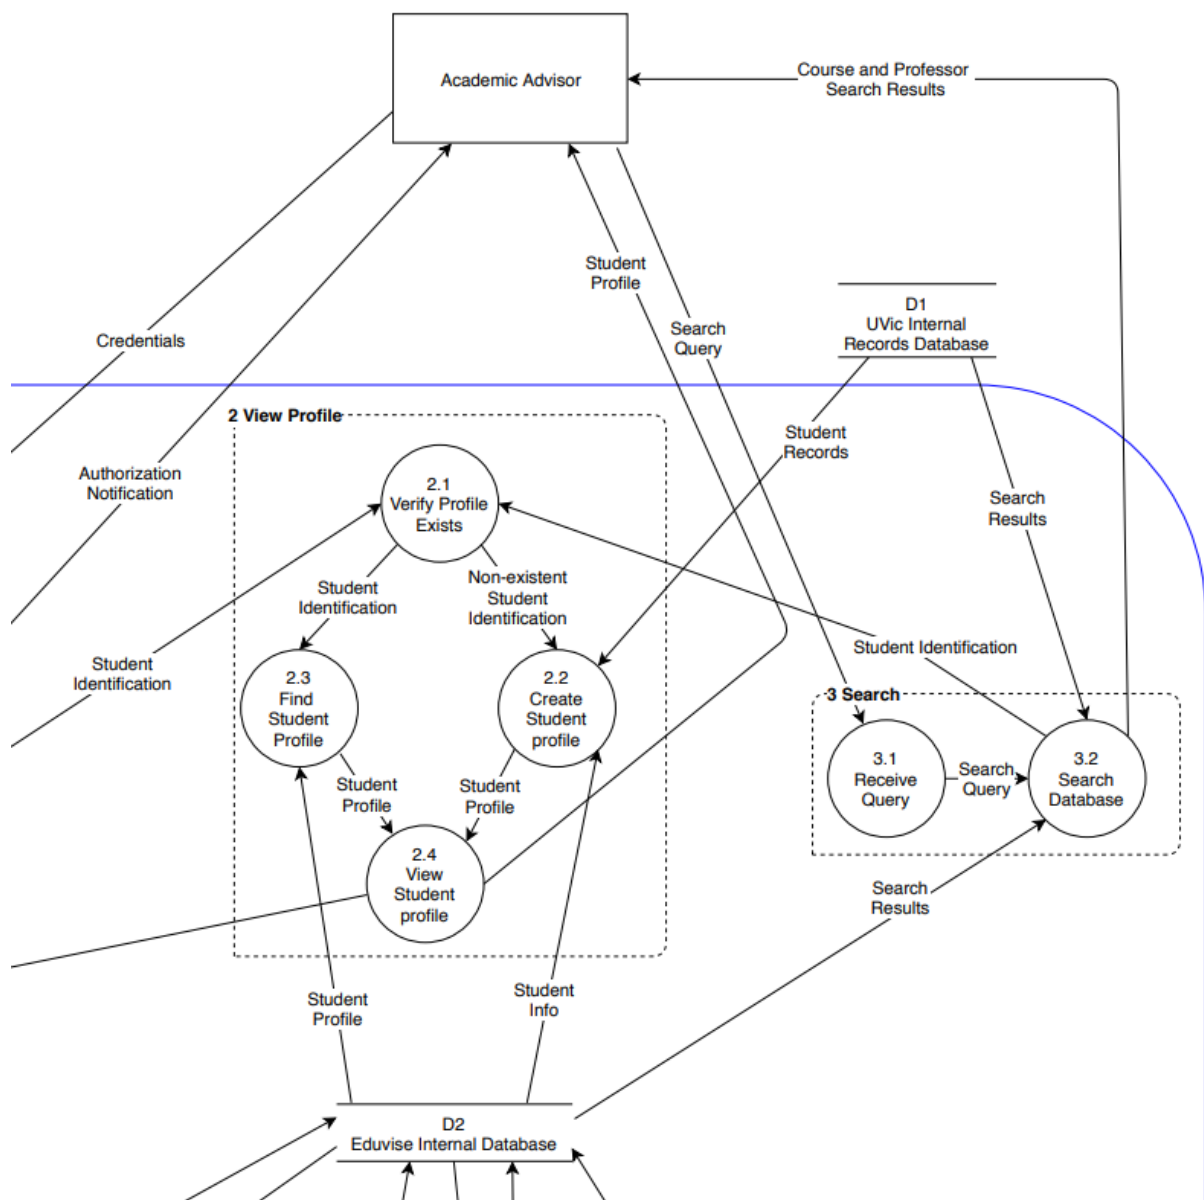 Academic Advisor
Course and Professor
Search Results
Student
Profile
Search
Query
D1
UVic Internal
Records Database
Credentials
2 View Profile
Student
Records
Authorization
Notification
2.1
Verify Profile
Exists
Search
Results
Student
Identification
Non-existent
Student
Identification
Student
Identification
Student Identification
2.3
Find
Student
Profile
2.2
Create
Student
profile
3 Search
3.1
Receive
Query
Search
Query
3.2
Search
Database
Student
Profile
Student
Profile
2.4
View
Student
profile
Search
Results
Student
Profile
Student
Info
D2
Eduvise Internal Database